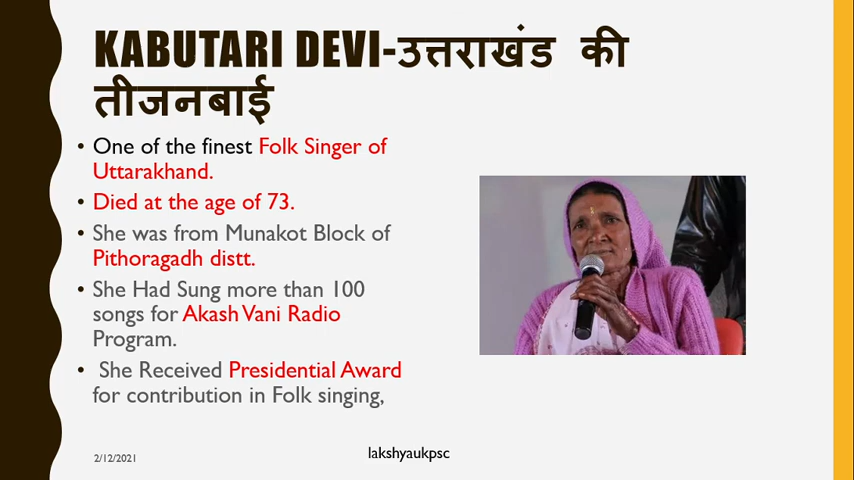 KABUTARI DEVI-उत्तराखंड की
तीजनबाई
• One of the finest Folk Singer of
Uttarakhand.
• Died at the age of 73.
• She was from Munakot Block of
Pithoragadh distt.
• She Had Sung more than 100
songs for Akash Vani Radio
Program.
• She Received Presidential Award
for contribution in Folk singing,
2/12/2021
lakshyaukpsc